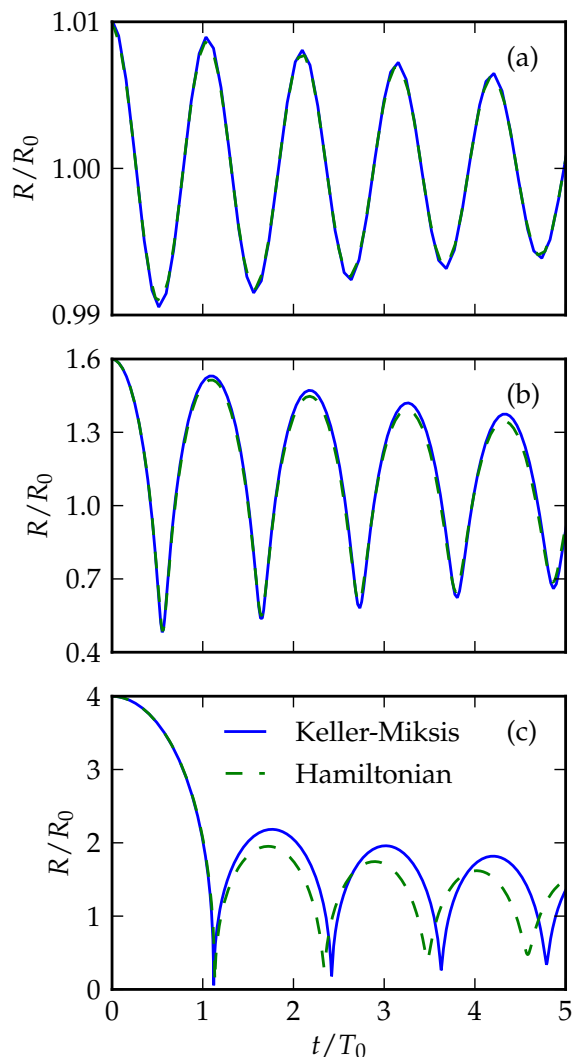 1.01
(a)
R/R0
1.00
0.99
1.6
(b)
1.3
R/R0
1.0
0.7
0.4
4
Keller-Miksis
(c)
3
Hamiltonian
R/R0
2
1
0
0 1 2 3 4 5
t/T0